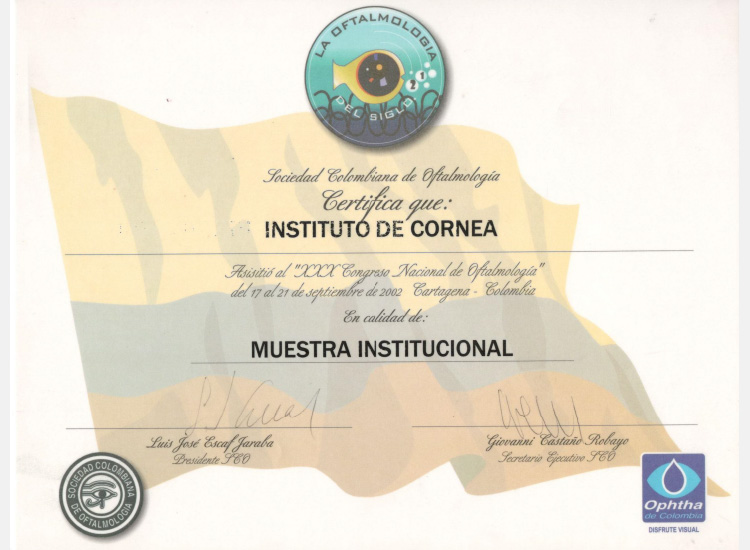 LA OFTALMOLOGIA
DEL SIGLO
21
Sociedad Colombiana de Oftalmología
Certifica que:
INSTITUTO DE CORNEA
Asisitió al "XXX Congreso Nacional de Oftalmología"
del 17 al 21 de septiembre de 2002 Cartagena - Colombia
En calidad de:
MUESTRA INSTITUCIONAL
Luis José Escaf Jaraba
Presidente SCO
Giovanni Castaño Robayo
Secretario Ejecutivo SCO
SOCIEDAD COLOMBIANA
DE OFTALMOLOGIA
Ophtha
de Colombia
DISFRUTE VISUAL